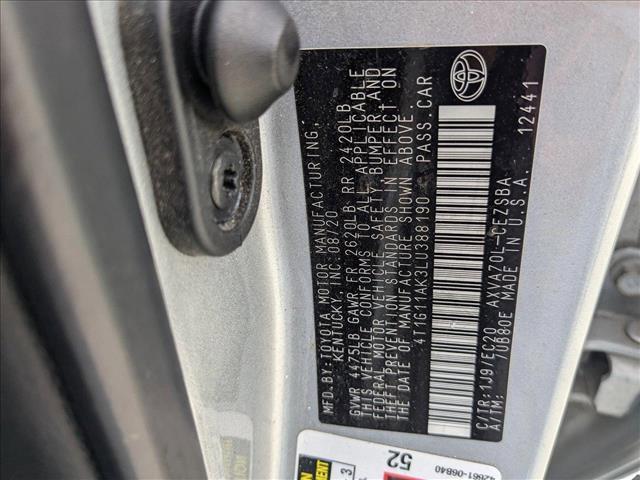 MFD.BY:TOYOTA MOTOR MANUFACTURING,
KENTUCKY, INC. 08/20
GVWR 4475LB GAWR FR 2620LB RR 2420LB
THIS VEHICLE CONFORMS TO ALL APPLICABLE
FEDERAL MOTOR VEHICLE SAFETY, BUMPER AND
THEFT PREVENTION STANDARDS IN EFFECT ON
THE DATE OF MANUFACTURE SHOWN ABOVE.
4T1G11AK3LU388190 PASS.CAR
C/TR:1J9/EC20 AXVA70L-CEZSBA
A/TM: 7UB80E MADE IN U.S.A. 12441
52
42661-06B40